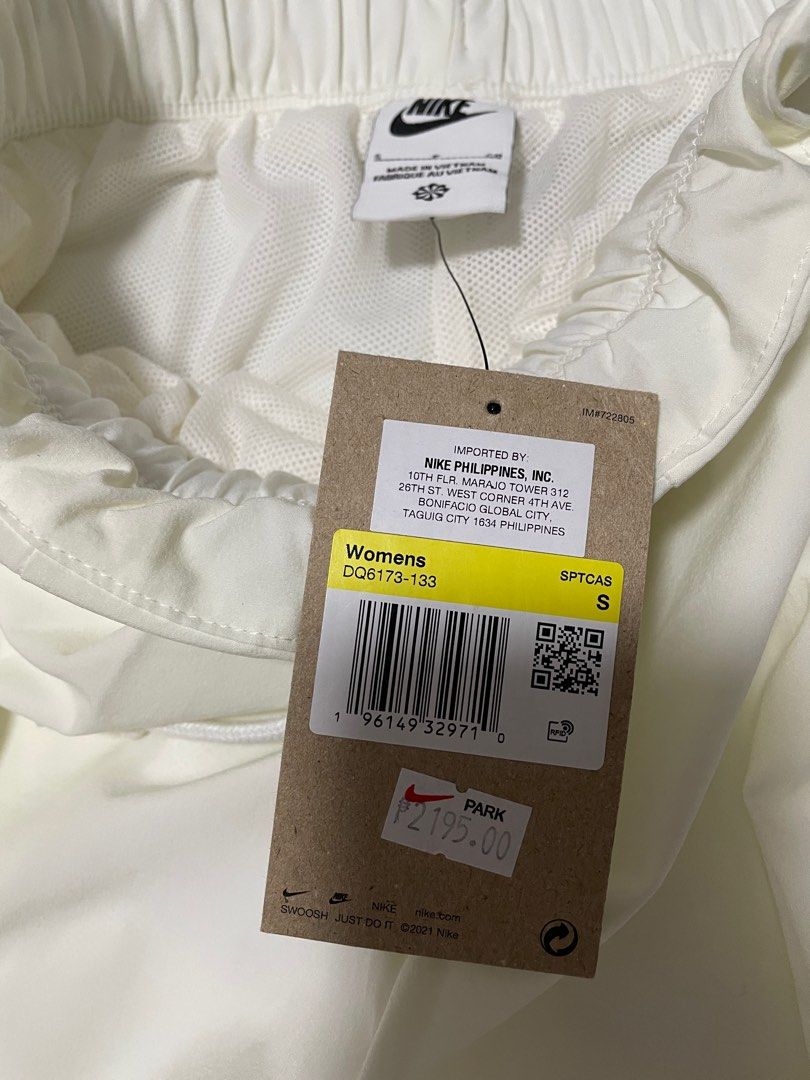 NIKE
MADE IN VIETNAM
FABRIQUE AU VIETNAM
IM#722805
IMPORTED BY:
NIKE PHILIPPINES, INC.
10TH FLR. MARAJO TOWER 312
26TH ST. WEST CORNER 4TH AVE.
BONIFACIO GLOBAL CITY,
TAGUIG CITY 1634 PHILIPPINES
Womens
DQ6173-133
SPTCAS
S
1 96149 32971 0
RFID
PARK
₱2195.00
NIKE nike.com
SWOOSH JUST DO IT ©2021 Nike